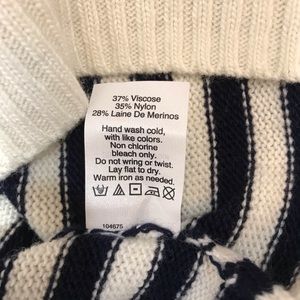 37% Viscose
35% Nylon
28% Laine De Merinos
Hand wash cold,
with like colors.
Non chlorine
bleach only.
Do not wring or twist.
Lay flat to dry.
Warm iron as needed.
104675